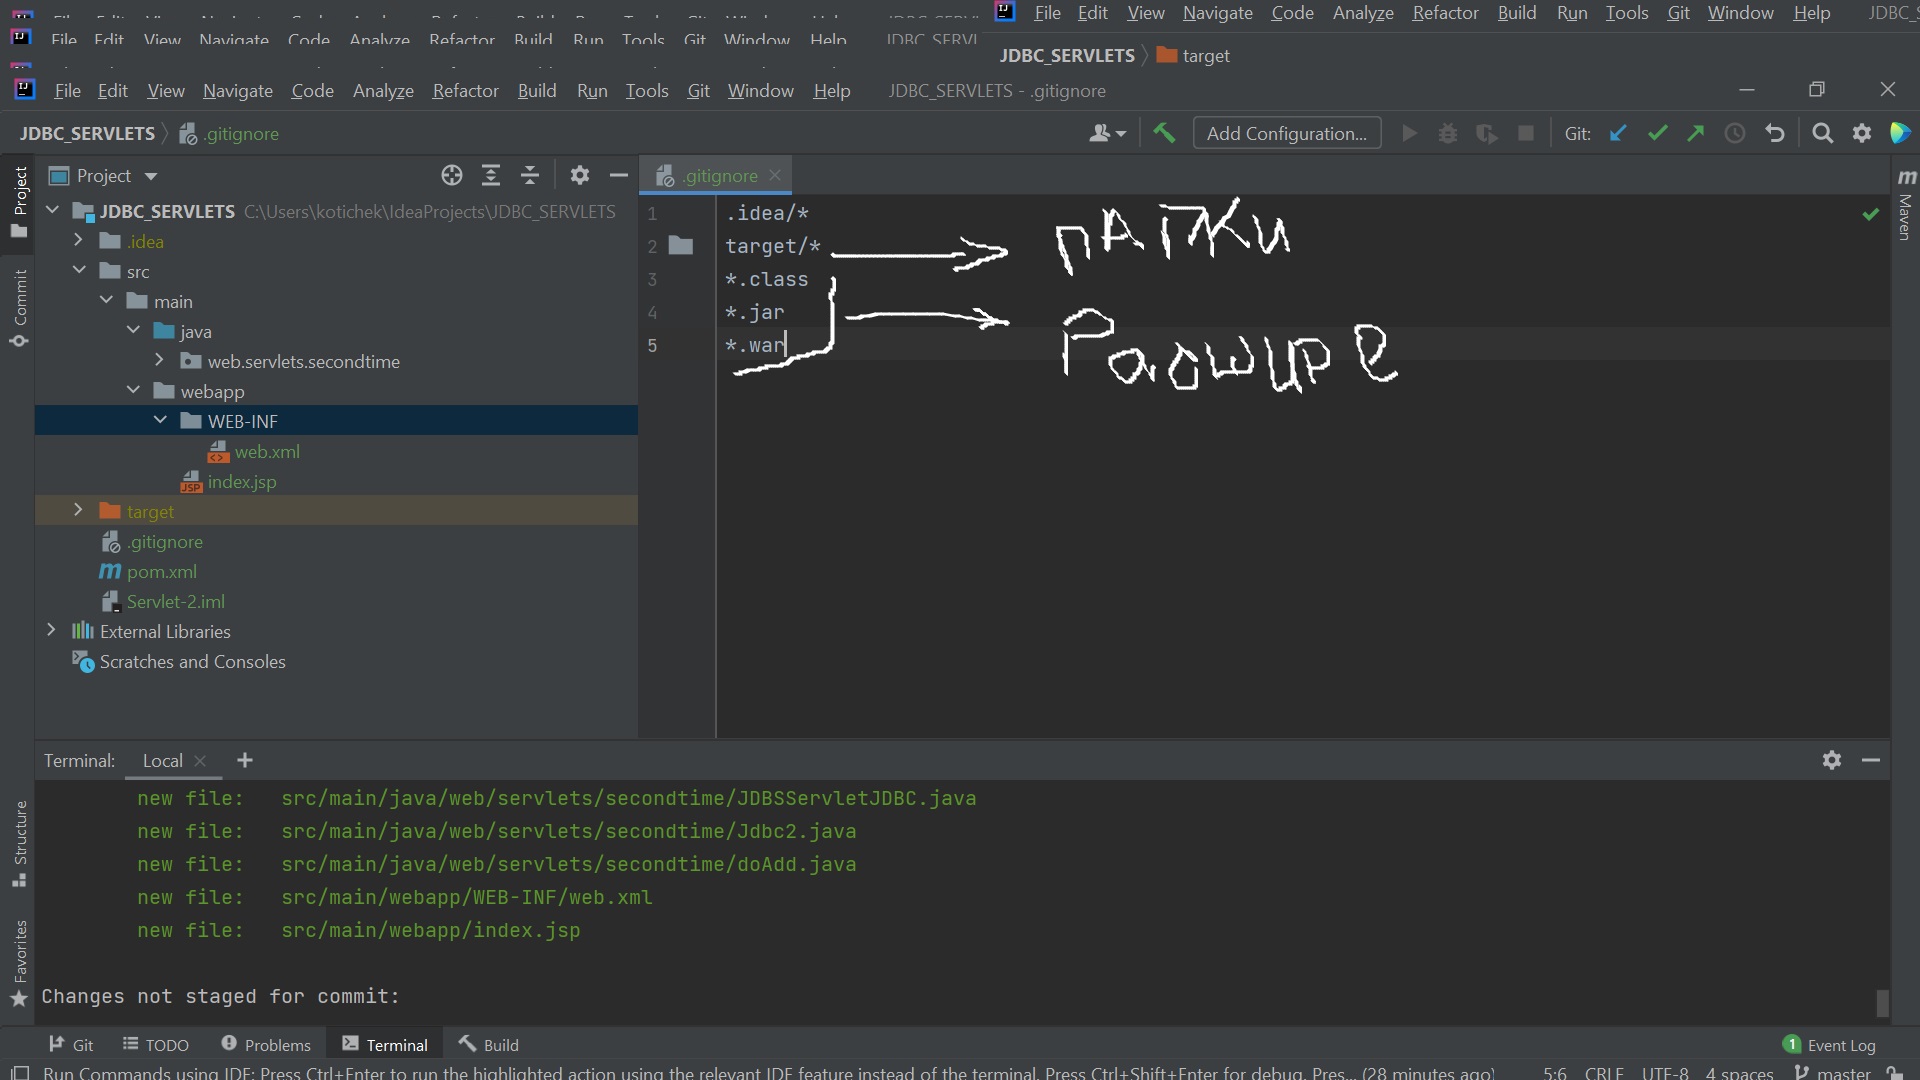 File Edit View Navigate Code Analyze Refactor Build Run Tools Git Window Help JDBC_S
File Edit View Navigate Code Analyze Refactor Build Run Tools Git Window Help JDBC_SERVL
JDBC_SERVLETS target
File Edit View Navigate Code Analyze Refactor Build Run Tools Git Window Help JDBC_SERVLETS - .gitignore
JDBC_SERVLETS .gitignore Add Configuration... Git:
Project
Project
.gitignore
Maven
Commit
Structure
Favorites
JDBC_SERVLETS C:\Users\kotichek\IdeaProjects\JDBC_SERVLETS
.idea
src
main
java
web.servlets.secondtime
webapp
WEB-INF
web.xml
index.jsp
target
.gitignore
pom.xml
Servlet-2.iml
External Libraries
Scratches and Consoles
1 .idea/*
2 target/*
3 *.class
4 *.jar
5 *.war
папки
Terminal: Local
new file: src/main/java/web/servlets/secondtime/JDBSServletJDBC.java
new file: src/main/java/web/servlets/secondtime/Jdbc2.java
new file: src/main/java/web/servlets/secondtime/doAdd.java
new file: src/main/webapp/WEB-INF/web.xml
new file: src/main/webapp/index.jsp
Changes not staged for commit:
Git TODO Problems Terminal Build 1 Event Log
Run Commands using IDE: Press Ctrl+Enter to run the highlighted action using the relevant IDE feature instead of the terminal. Press Ctrl+Shift+Enter for debug. Pres... (28 minutes ago) 5:6 CRLF UTF-8 4 spaces master